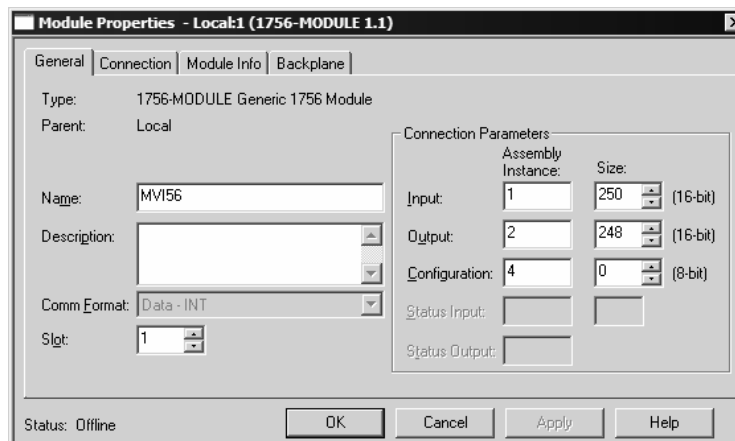 Module Properties - Local:1 (1756-MODULE 1.1)
General Connection Module Info Backplane
Type: 1756-MODULE Generic 1756 Module
Parent: Local
Connection Parameters
Assembly Instance: Size:
Name: MVI56
Input: 1 250 (16-bit)
Description:
Output: 2 248 (16-bit)
Configuration: 4 0 (8-bit)
Comm Format: Data - INT
Status Input:
Slot: 1
Status Output:
Status: Offline OK Cancel Apply Help